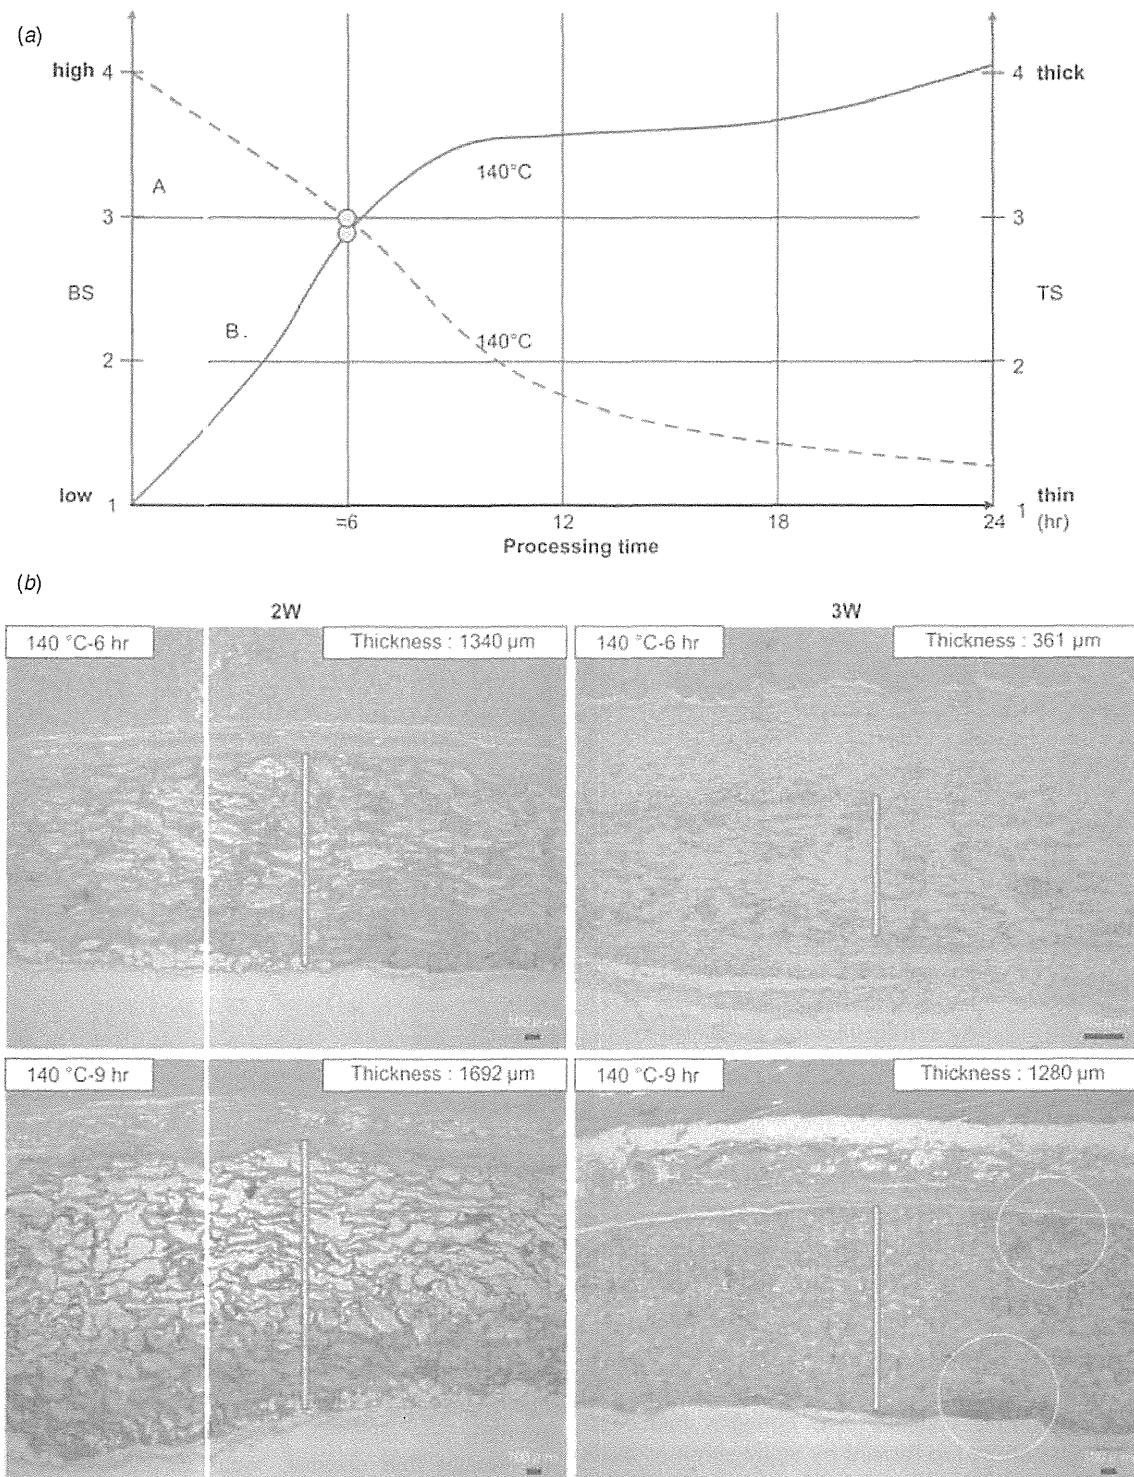 (a)
high 4 4 thick
140°C
A
3 3
BS TS
B.
140°C
2 2
low 1 thin
1
=6 12 18 24 (hr)
Processing time
(b)
2W 3W
140 °C-6 hr Thickness : 1340 µm 140 °C-6 hr Thickness : 361 µm
140 °C-9 hr Thickness : 1692 µm 140 °C-9 hr Thickness : 1280 µm